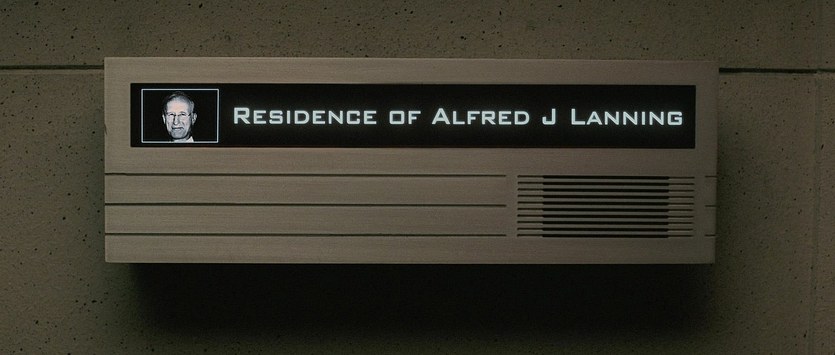 Residence of Alfred J Lanning